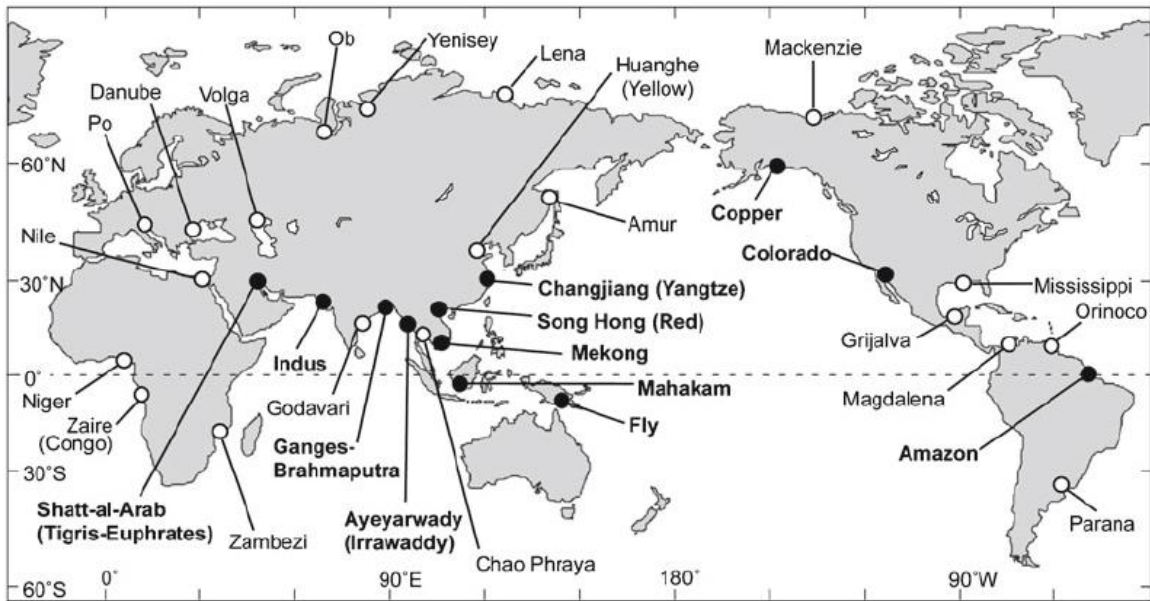 Ob
Yenisey
Lena
Mackenzie
Huanghe
(Yellow)
Danube
Volga
Po
60˚N
Copper
Amur
Nile
Colorado
30˚N
Changjiang (Yangtze)
Mississippi
Song Hong (Red)
Orinoco
Grijalva
Indus
Mekong
0˚
Mahakam
Niger
Godavari
Magdalena
Zaire
(Congo)
Fly
Ganges-
Brahmaputra
Amazon
30˚S
Shatt-al-Arab
(Tigris-Euphrates)
Ayeyarwady
(Irrawaddy)
Parana
Zambezi
Chao Phraya
60˚S
0˚
90˚E
180˚
90˚W